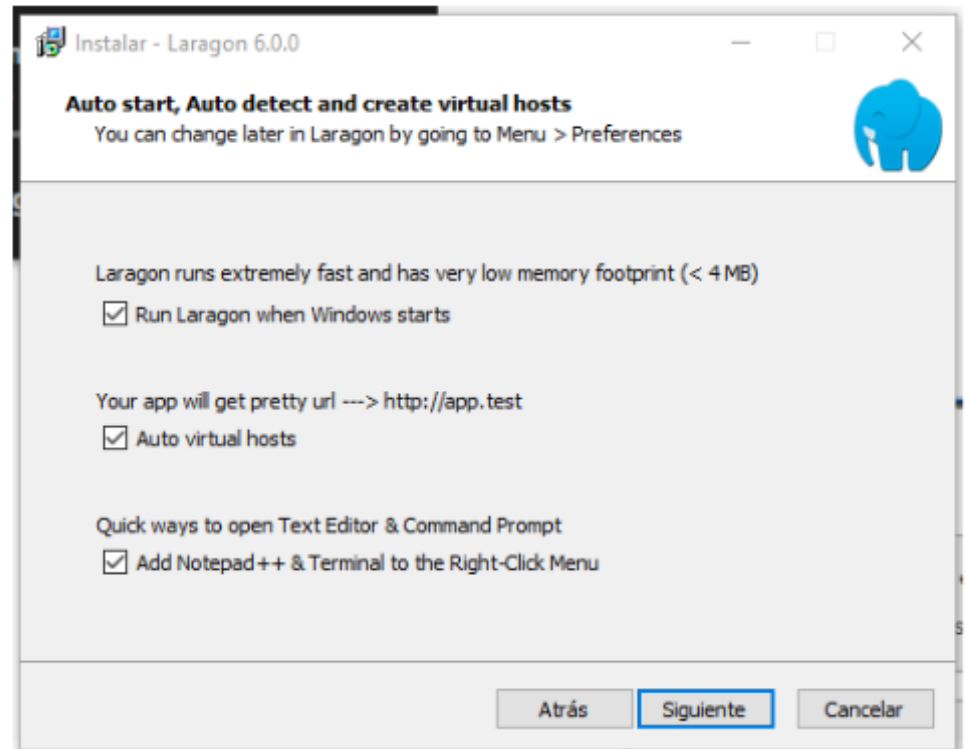 Instalar - Laragon 6.0.0
Auto start, Auto detect and create virtual hosts
You can change later in Laragon by going to Menu > Preferences
Laragon runs extremely fast and has very low memory footprint (< 4 MB)
Run Laragon when Windows starts
Your app will get pretty url ---> http://app.test
Auto virtual hosts
Quick ways to open Text Editor & Command Prompt
Add Notepad++ & Terminal to the Right-Click Menu
Atrás Siguiente Cancelar